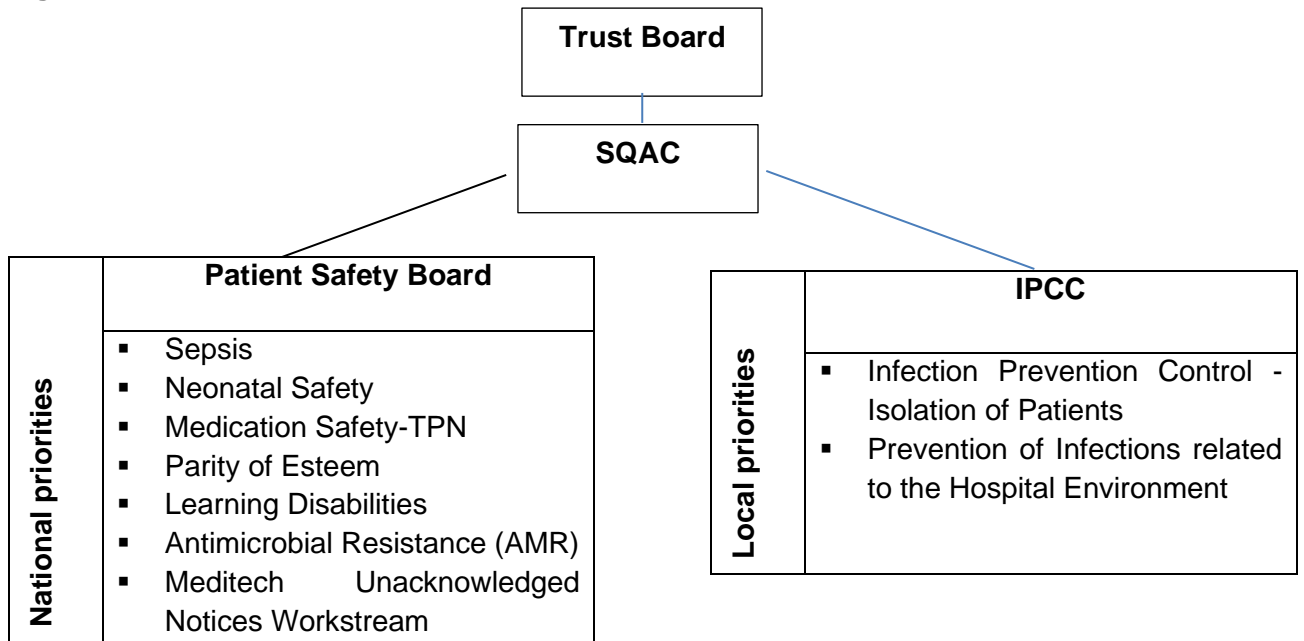 Trust Board
SQAC
National priorities
Patient Safety Board
▪ Sepsis
▪ Neonatal Safety
▪ Medication Safety-TPN
▪ Parity of Esteem
▪ Learning Disabilities
▪ Antimicrobial Resistance (AMR)
▪ Meditech Unacknowledged
Notices Workstream
Local priorities
IPCC
▪ Infection Prevention Control -
Isolation of Patients
▪ Prevention of Infections related
to the Hospital Environment